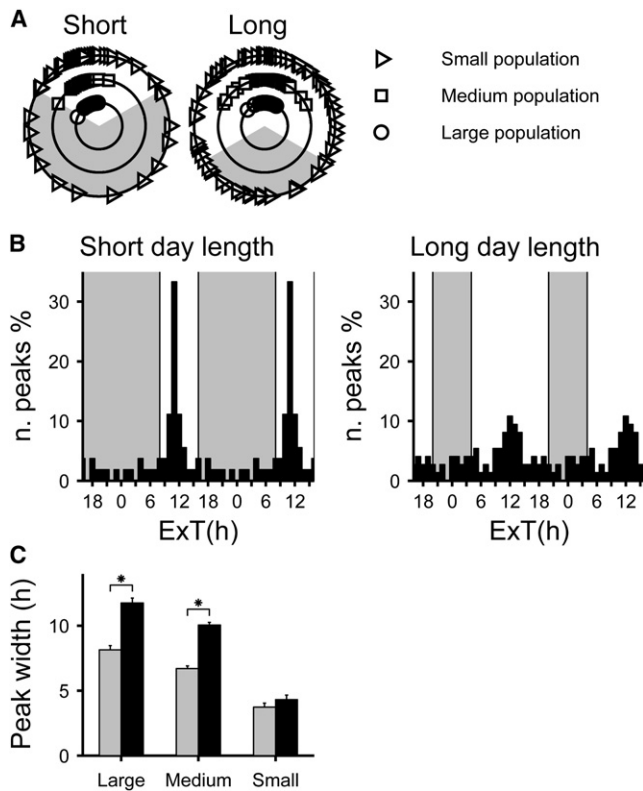 A
Short Long
Small population
Medium population
Large population
B
Short day length
Long day length
n. peaks %
30
20
10
0
18 0 6 12 18 0 6 12
ExT(h)
n. peaks %
30
20
10
0
18 0 6 12 18 0 6 12
ExT(h)
C
Peak width (h)
10
5
0
*
*
Large Medium Small